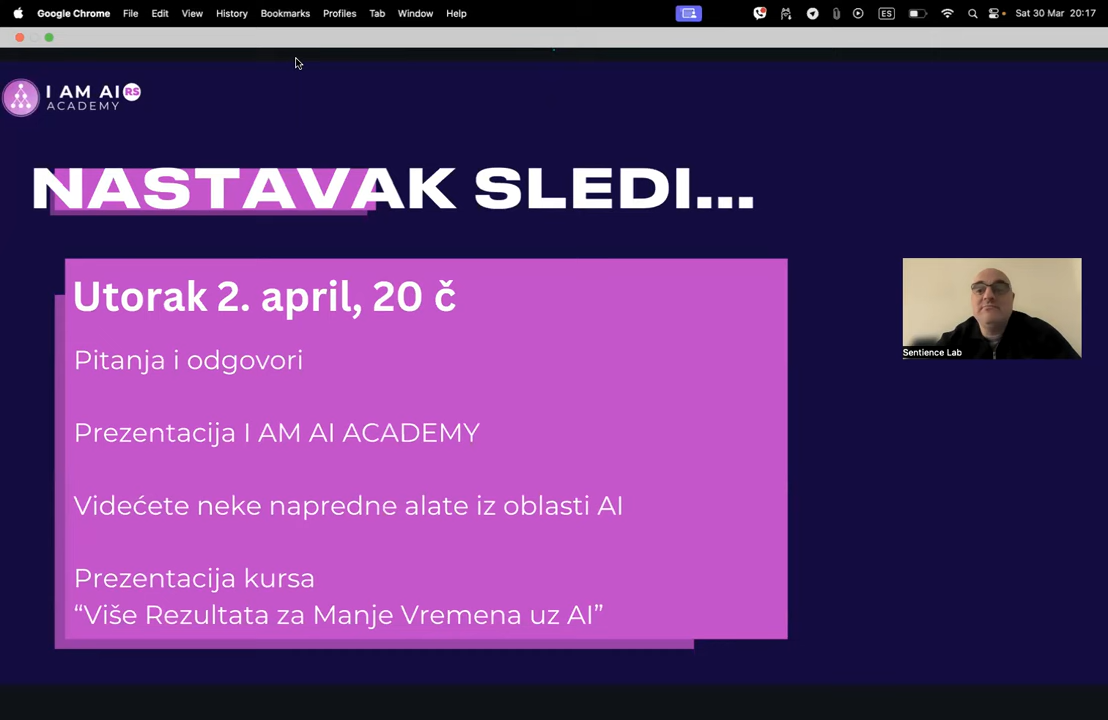 Google Chrome File Edit View History Bookmarks Profiles Tab Window Help ES Sat 30 Mar 20:17
I AM AI RS
ACADEMY
NASTAVAK SLEDI...
Utorak 2. april, 20 č
Pitanja i odgovori
Prezentacija I AM AI ACADEMY
Videćete neke napredne alate iz oblasti AI
Prezentacija kursa
“Više Rezultata za Manje Vremena uz AI”
Sentience Lab